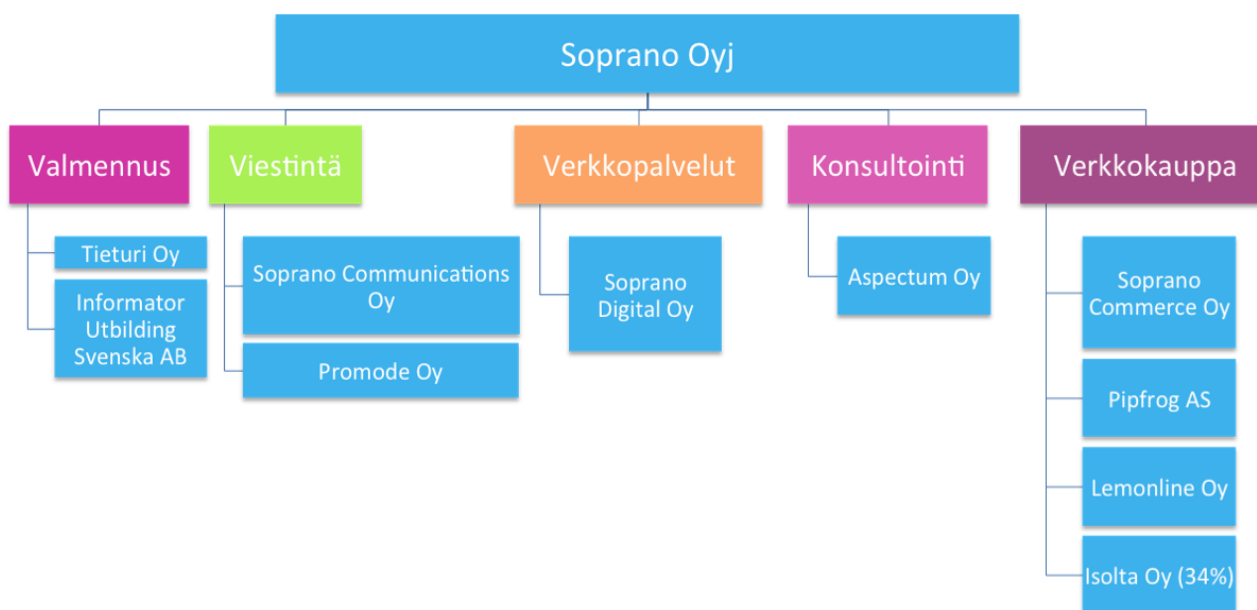 Soprano Oyj
Valmennus
Viestintä
Verkkopalvelut
Konsultointi
Verkkokauppa
Tieturi Oy
Informator
Utbilding
Svenska AB
Soprano Communications
Oy
Promode Oy
Soprano
Digital Oy
Aspectum Oy
Soprano
Commerce Oy
Pipfrog AS
Lemonline Oy
Isolta Oy (34%)